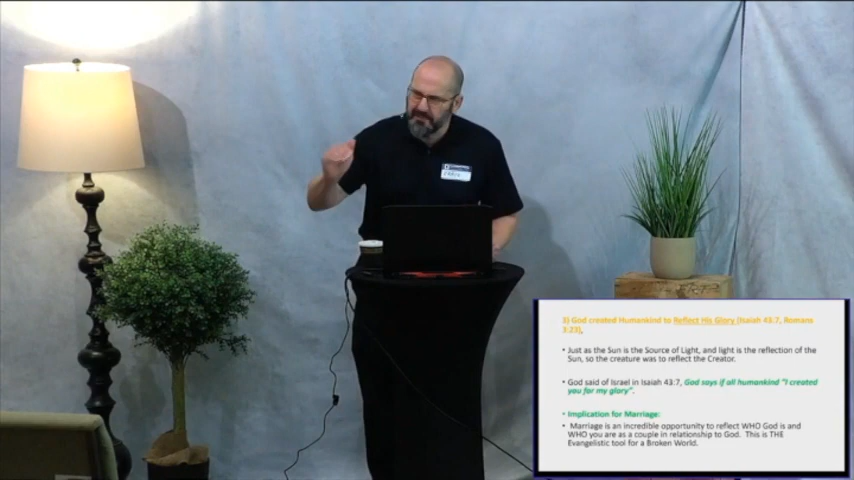 3) God created Humankind to Reflect His Glory (Isaiah 43:7, Romans
3:23),
• Just as the Sun is the Source of Light, and light is the reflection of the
Sun, so the creature was to reflect the Creator.
• God said of Israel in Isaiah 43:7, God says if all humankind "I created
you for my glory".
• Implication for Marriage:
• Marriage is an incredible opportunity to reflect WHO God is and
WHO you are as a couple in relationship to God. This is THE
Evangelistic tool for a Broken World.